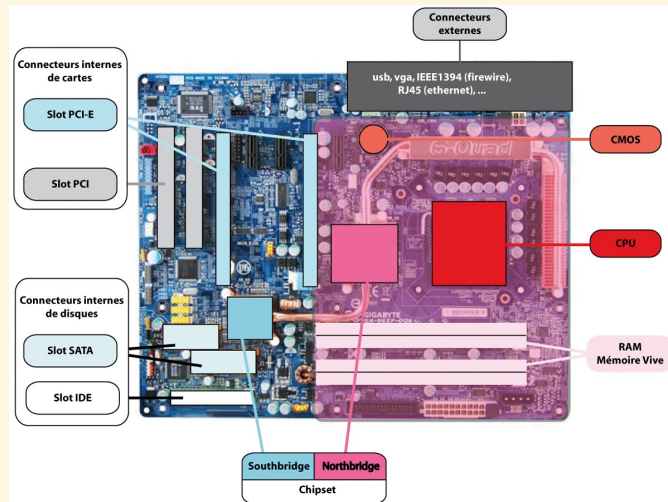 Connecteurs
externes
usb, vga, IEEE1394 (firewire),
RJ45 (ethernet), ...
Connecteurs internes
de cartes
Slot PCI-E
Slot PCI
CMOS
CPU
Connecteurs internes
de disques
Slot SATA
Slot IDE
RAM
Mémoire Vive
GIGABYTE
Southbridge
Northbridge
Chipset